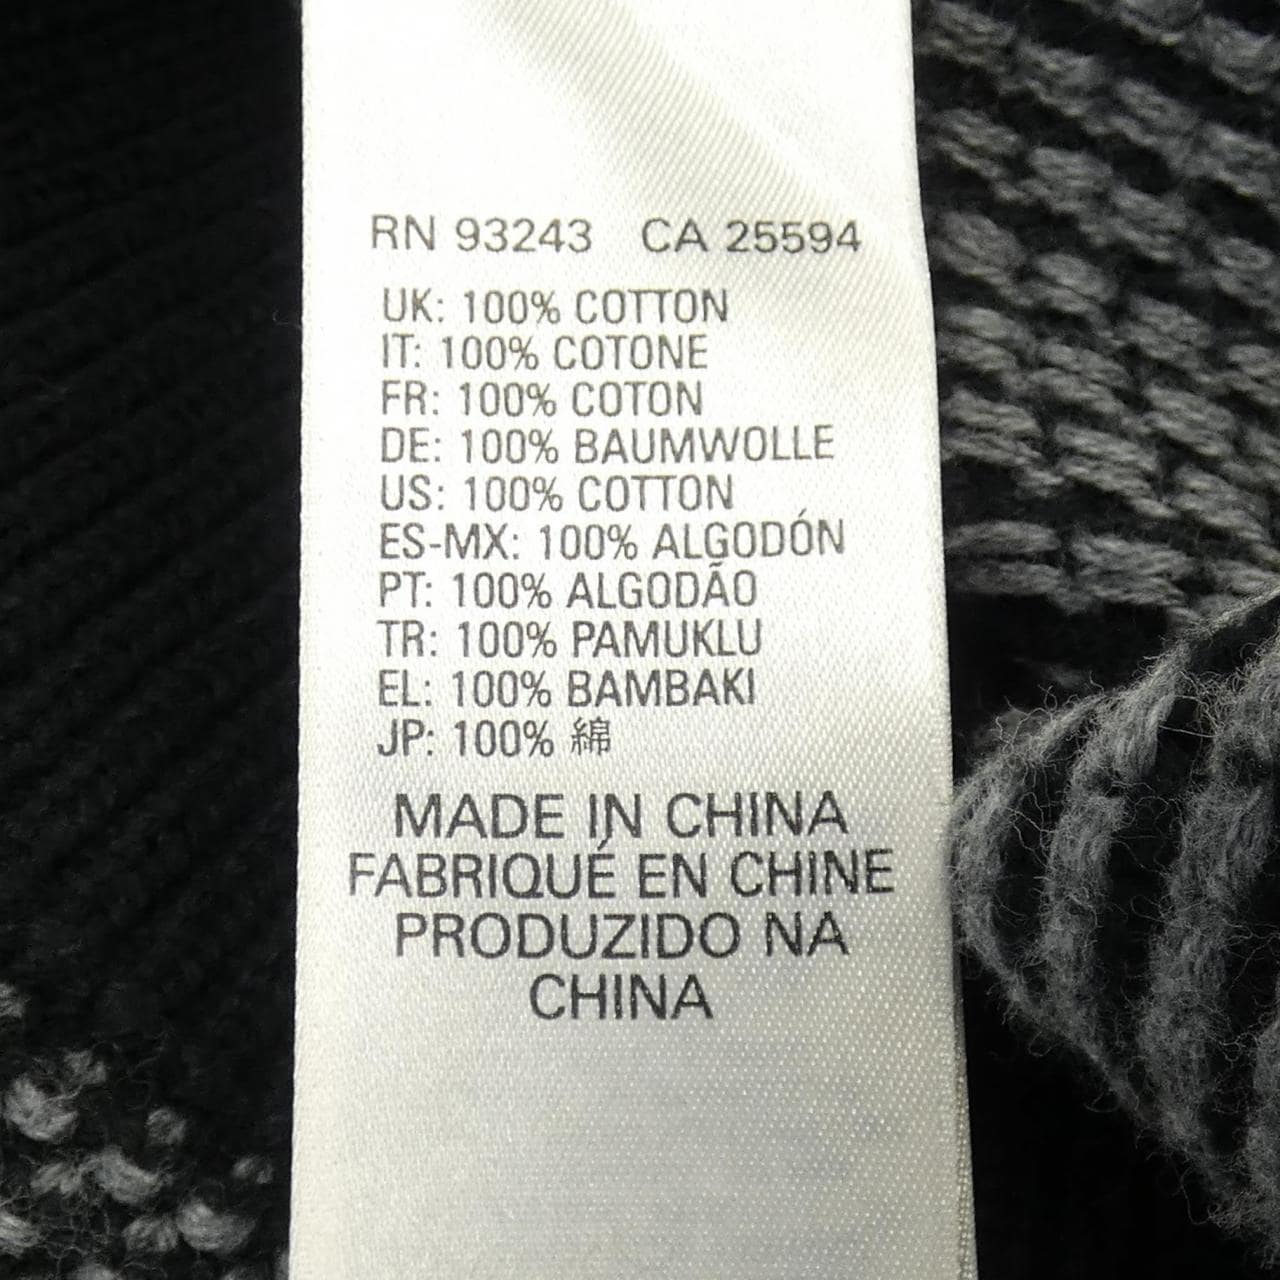 RN 93243 CA 25594
UK: 100% COTTON
IT: 100% COTONE
FR: 100% COTON
DE: 100% BAUMWOLLE
US: 100% COTTON
ES-MX: 100% ALGODÓN
PT: 100% ALGODÃO
TR: 100% PAMUKLU
EL: 100% BAMBAKI
JP: 100% 綿
MADE IN CHINA
FABRIQUÉ EN CHINE
PRODUZIDO NA
CHINA